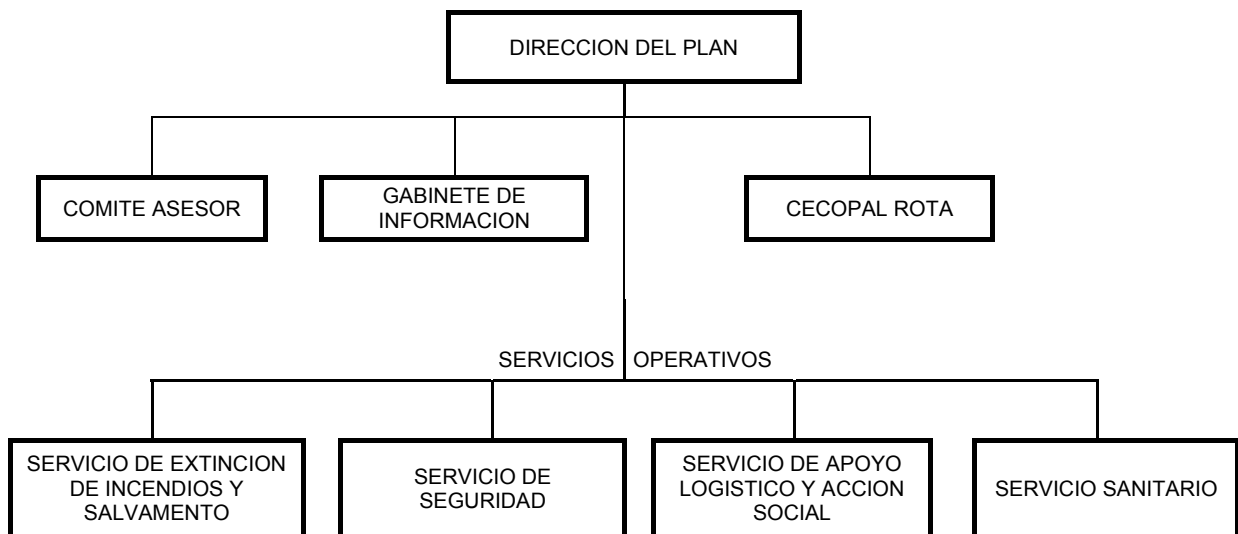 DIRECCION DEL PLAN
COMITE ASESOR
GABINETE DE
INFORMACION
CECOPAL ROTA
SERVICIOS OPERATIVOS
SERVICIO DE EXTINCION
DE INCENDIOS Y
SALVAMENTO
SERVICIO DE
SEGURIDAD
SERVICIO DE APOYO
LOGISTICO Y ACCION
SOCIAL
SERVICIO SANITARIO